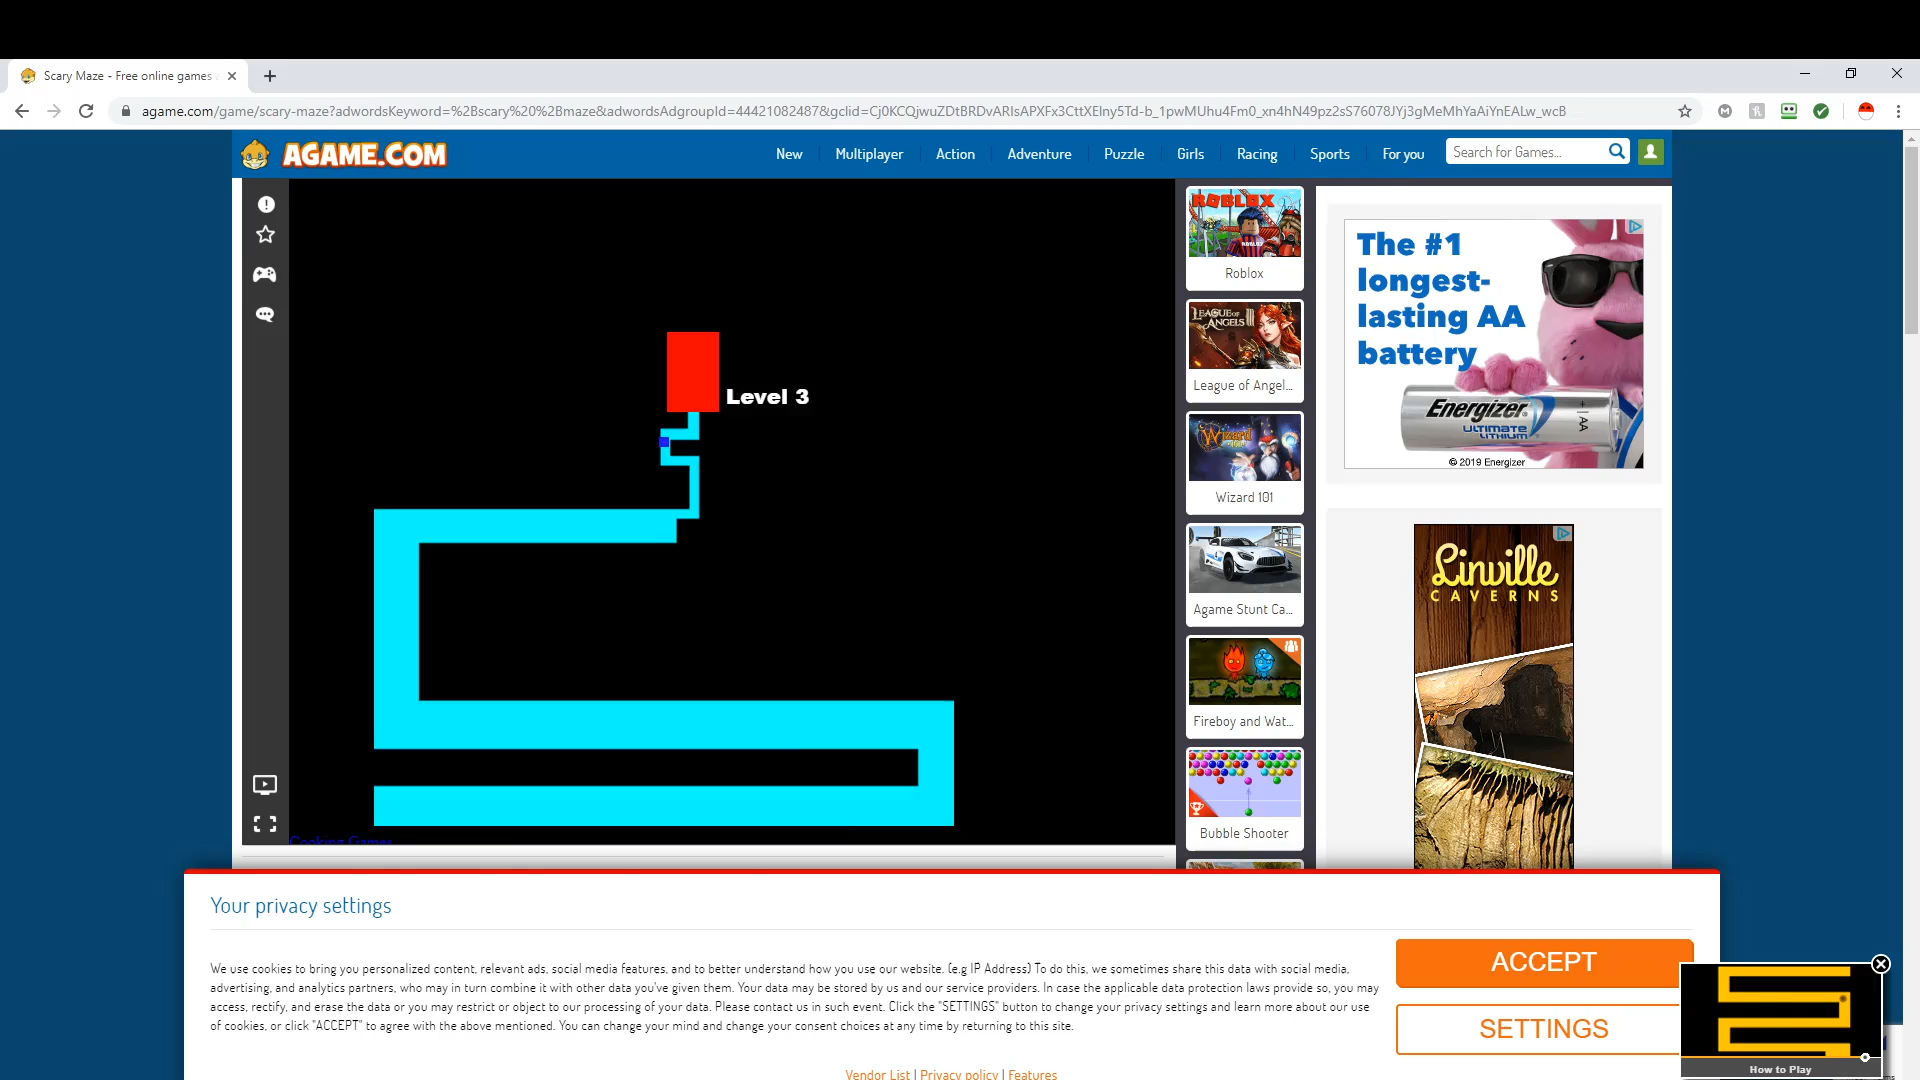 Scary Maze - Free online games
agame.com/game/scary-maze?adwordsKeyword=%2Bscary%20%2Bmaze&adwordsAdgroupId=44421082487&gclid=Cj0KCQjwuZDtBRDvARIsAPXFx3CttXEIny5Td-b_1pwMUhu4Fm0_xn4hN49pz2sS76078JYj3gMeMhYaAiYnEALw_wcB
AGAME.COM
New
Multiplayer
Action
Adventure
Puzzle
Girls
Racing
Sports
For you
Search for Games...
Level 3
Cooking Games
ROBLOX
Roblox
LEAGUE OF ANGELS III
League of Angel...
Wizard
Wizard 101
Agame Stunt Ca...
Fireboy and Wat...
Bubble Shooter
The #1
longest-
lasting AA
battery
Energizer
ULTIMATE
LITHIUM
AA
© 2019 Energizer
Linville
CAVERNS
Your privacy settings
We use cookies to bring you personalized content, relevant ads, social media features, and to better understand how you use our website. (e.g IP Address) To do this, we sometimes share this data with social media,
advertising, and analytics partners, who may in turn combine it with other data you've given them. Your data may be stored by us and our service providers. In case the applicable data protection laws provide so, you may
access, rectify, and erase the data or you may restrict or object to our processing of your data. Please contact us in such event. Click the "SETTINGS" button to change your privacy settings and learn more about our use
of cookies, or click "ACCEPT" to agree with the above mentioned. You can change your mind and change your consent choices at any time by returning to this site.
ACCEPT
SETTINGS
Vendor List | Privacy policy | Features
How to Play